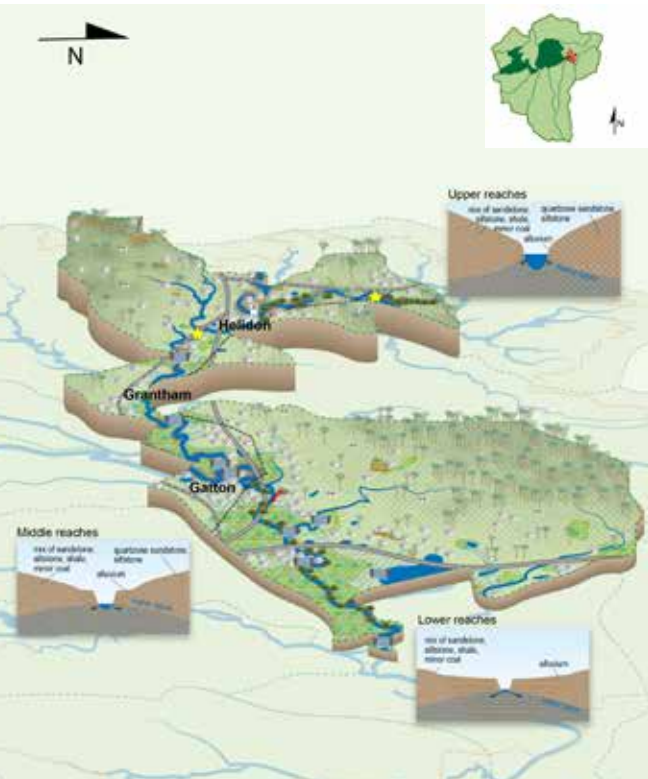 N
N
Upper reaches
mix of sandstone, quartzose sandstone,
siltstone, shale, siltstone
minor coal
alluvium
Helidon
Grantham
Gatton
Middle reaches
mix of sandstone, quartzose sandstone,
siltstone, shale, siltstone
minor coal
alluvium
Lower reaches
mix of sandstone,
siltstone, shale,
minor coal
alluvium